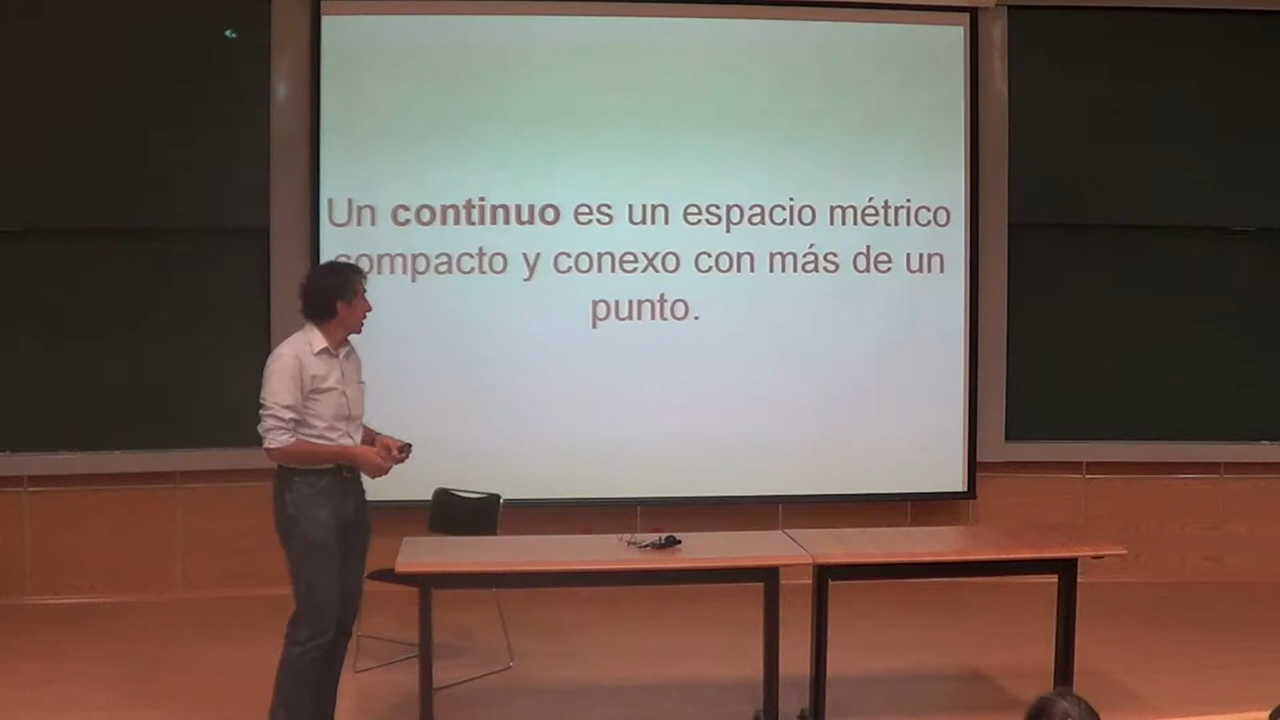 Un continuo es un espacio métrico
compacto y conexo con más de un
punto.